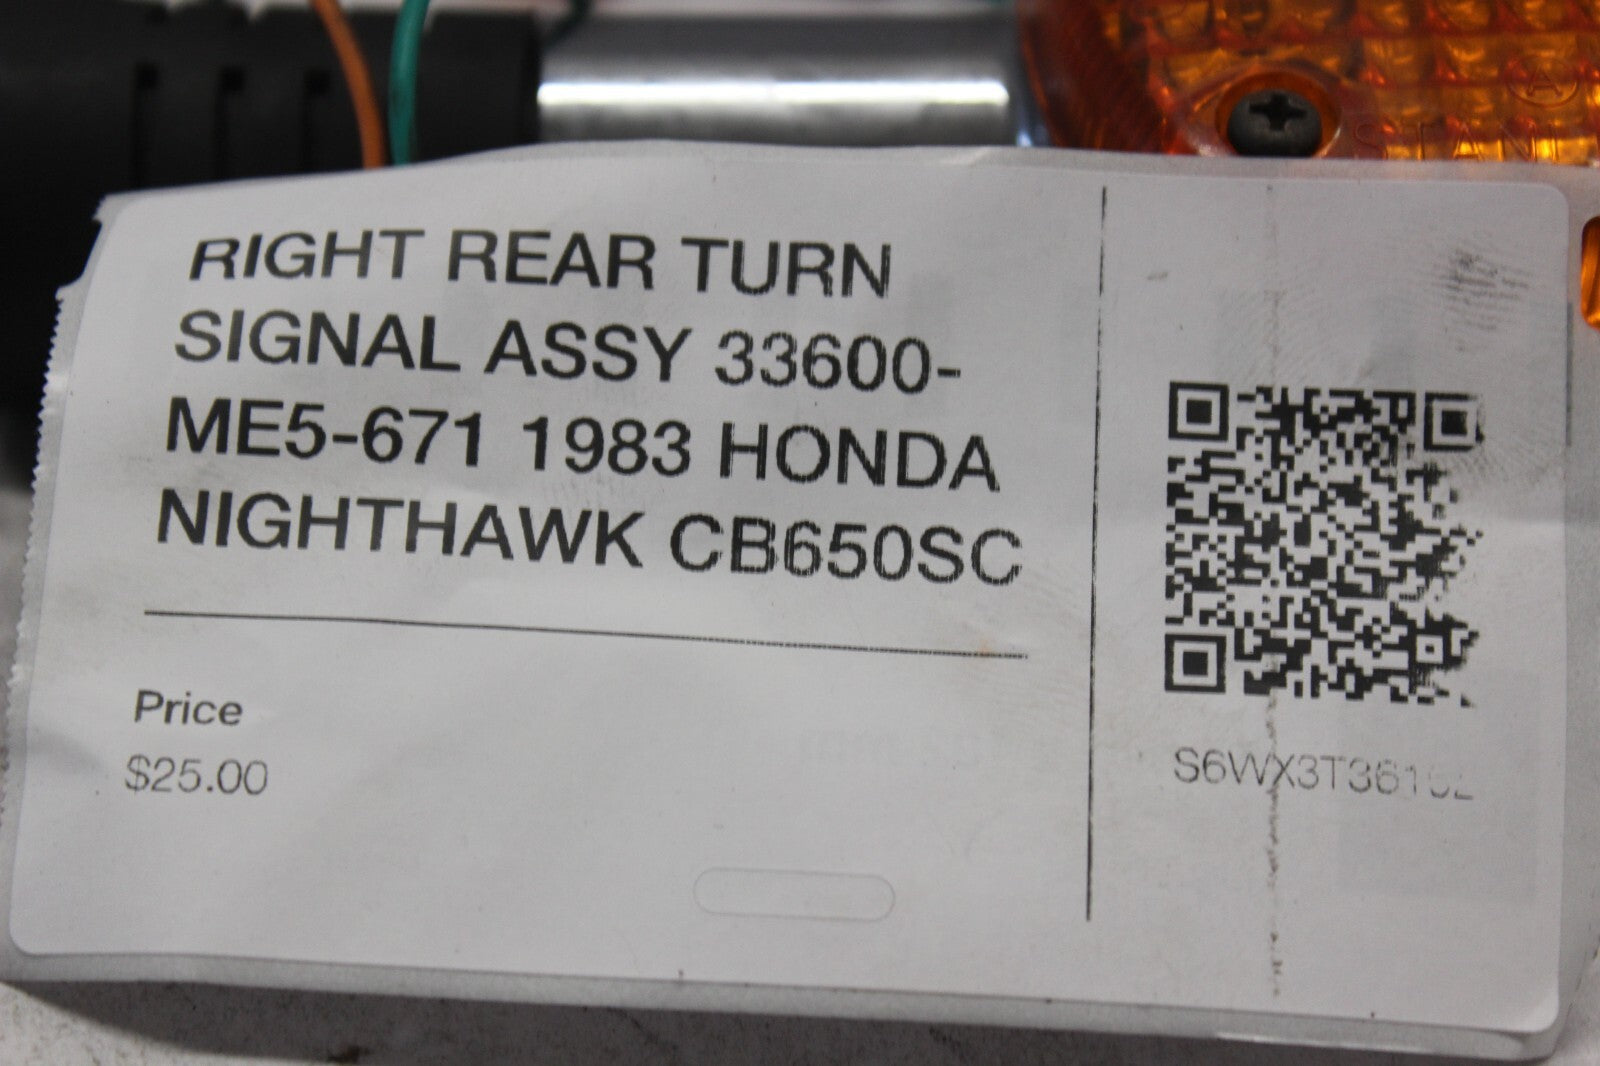 RIGHT REAR TURN
SIGNAL ASSY 33600-
ME5-671 1983 HONDA
NIGHTHAWK CB650SC
Price
$25.00